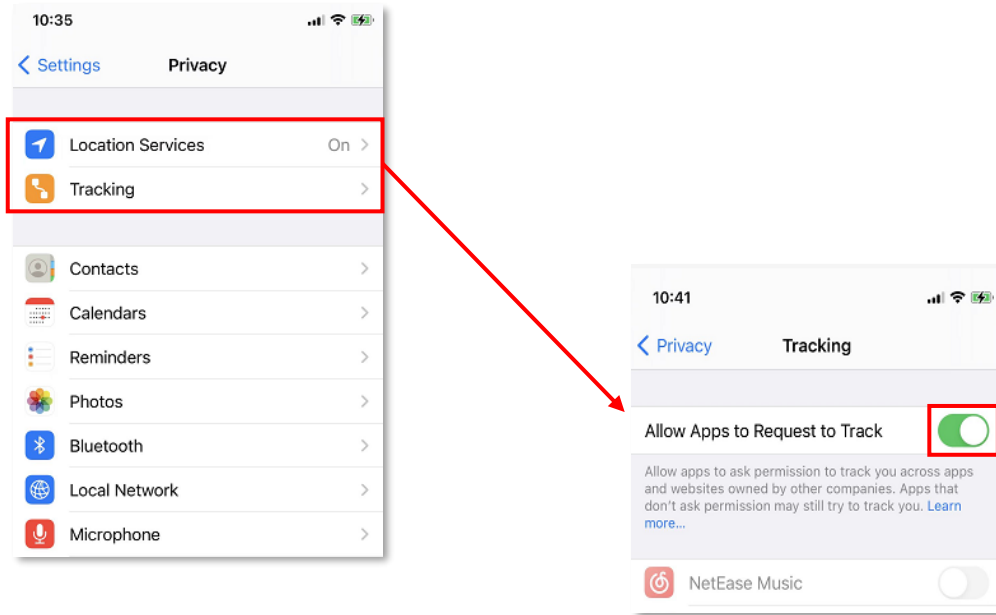 10:35
Settings
Privacy
Location Services
On
Tracking
Contacts
Calendars
Reminders
Photos
Bluetooth
Local Network
Microphone
10:41
Privacy
Tracking
Allow Apps to Request to Track
Allow apps to ask permission to track you across apps
and websites owned by other companies. Apps that
don't ask permission may still try to track you. Learn
more...
NetEase Music